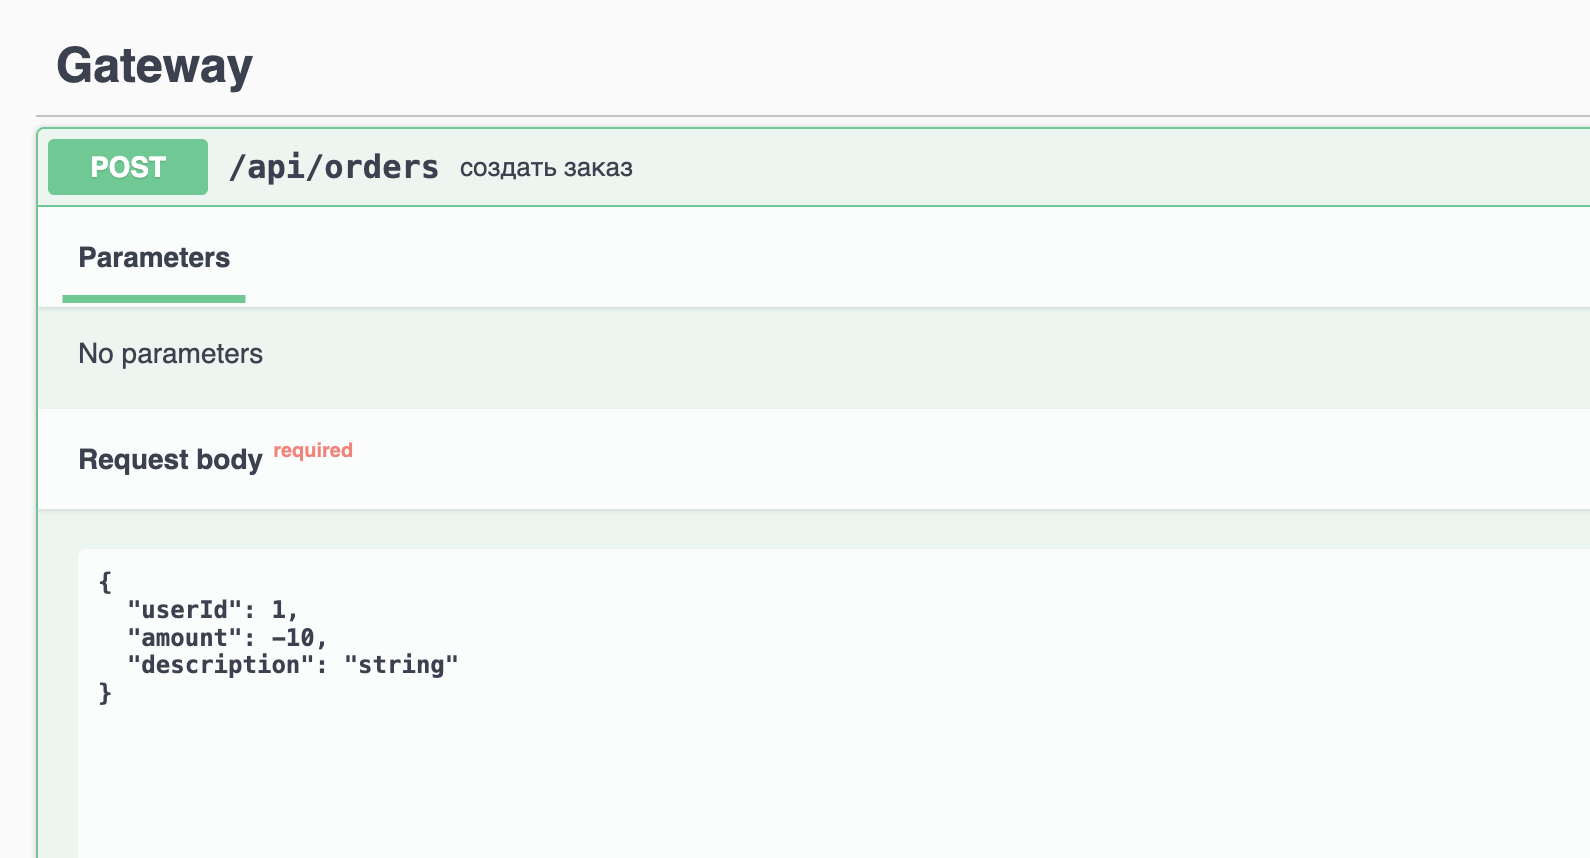 Gateway
POST /api/orders создать заказ
Parameters
No parameters
Request body required
{
  "userId": 1,
  "amount": -10,
  "description": "string"
}